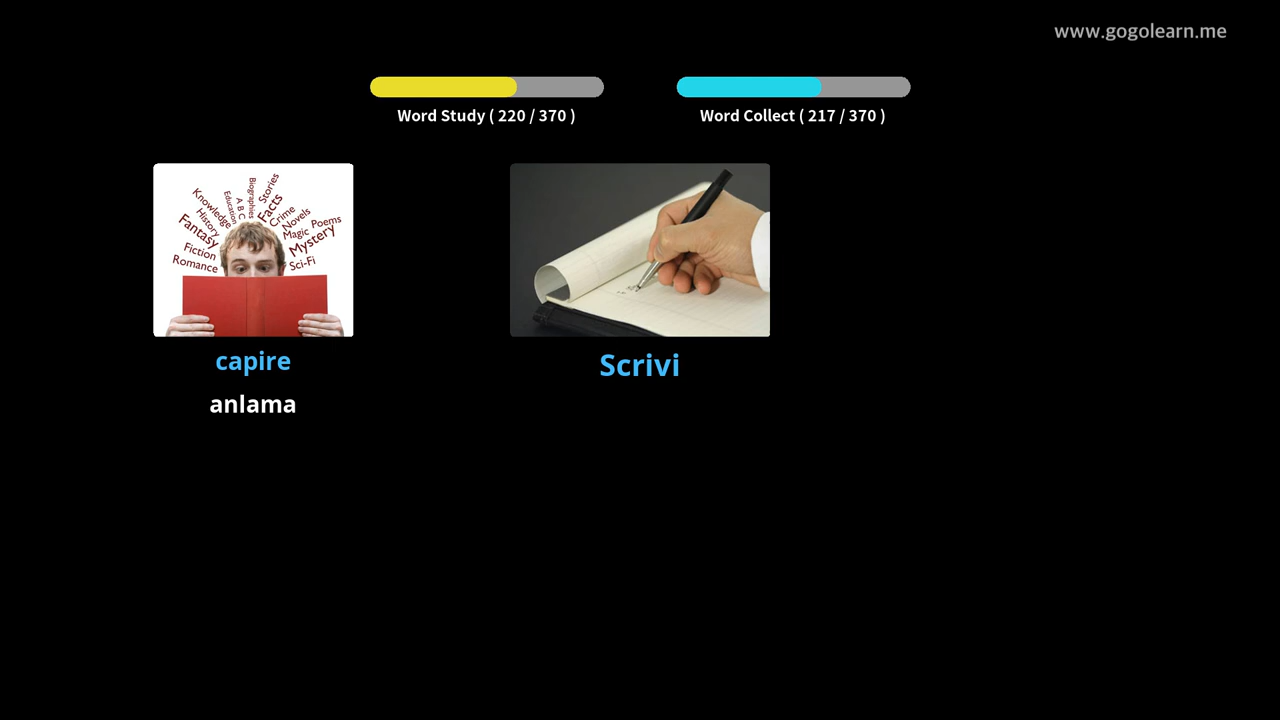 www.gogolearn.me
Word Study ( 220 / 370 )
Word Collect ( 217 / 370 )
Stories
Biographies
Facts
A B C
Education
Knowledge
Crime
History
Novels
Poems
Fantasy
Magic
Mystery
Fiction
Sci-Fi
Romance
capire
anlama
Scrivi